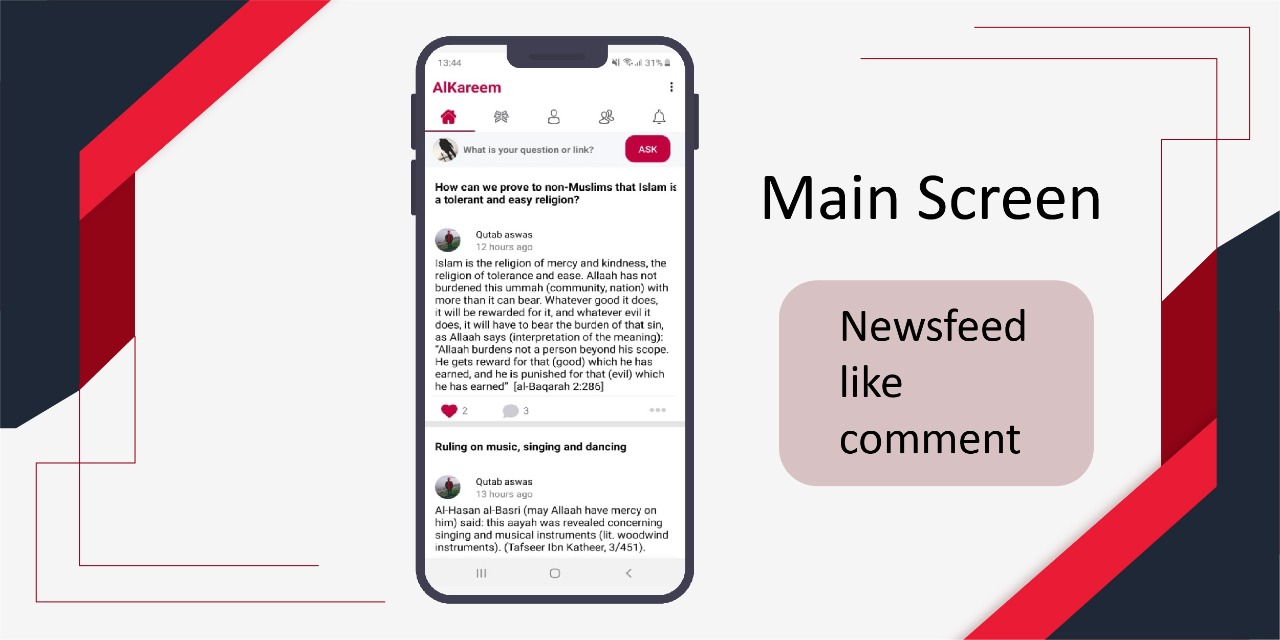 13:44
31%
AlKareem
What is your question or link?
ASK
How can we prove to non-Muslims that Islam is
a tolerant and easy religion?
Qutab aswas
12 hours ago
Islam is the religion of mercy and kindness, the
religion of tolerance and ease. Allaah has not
burdened this ummah (community, nation) with
more than it can bear. Whatever good it does,
it will be rewarded for it, and whatever evil it
does, it will have to bear the burden of that sin,
as Allaah says (interpretation of the meaning):
“Allaah burdens not a person beyond his scope.
He gets reward for that (good) which he has
earned, and he is punished for that (evil) which
he has earned” [al-Baqarah 2:286]
2
3
Ruling on music, singing and dancing
Qutab aswas
13 hours ago
Al-Hasan al-Basri (may Allaah have mercy on
him) said: this aayah was revealed concerning
singing and musical instruments (lit. woodwind
instruments). (Tafseer Ibn Katheer, 3/451).
Main Screen
Newsfeed
like
comment